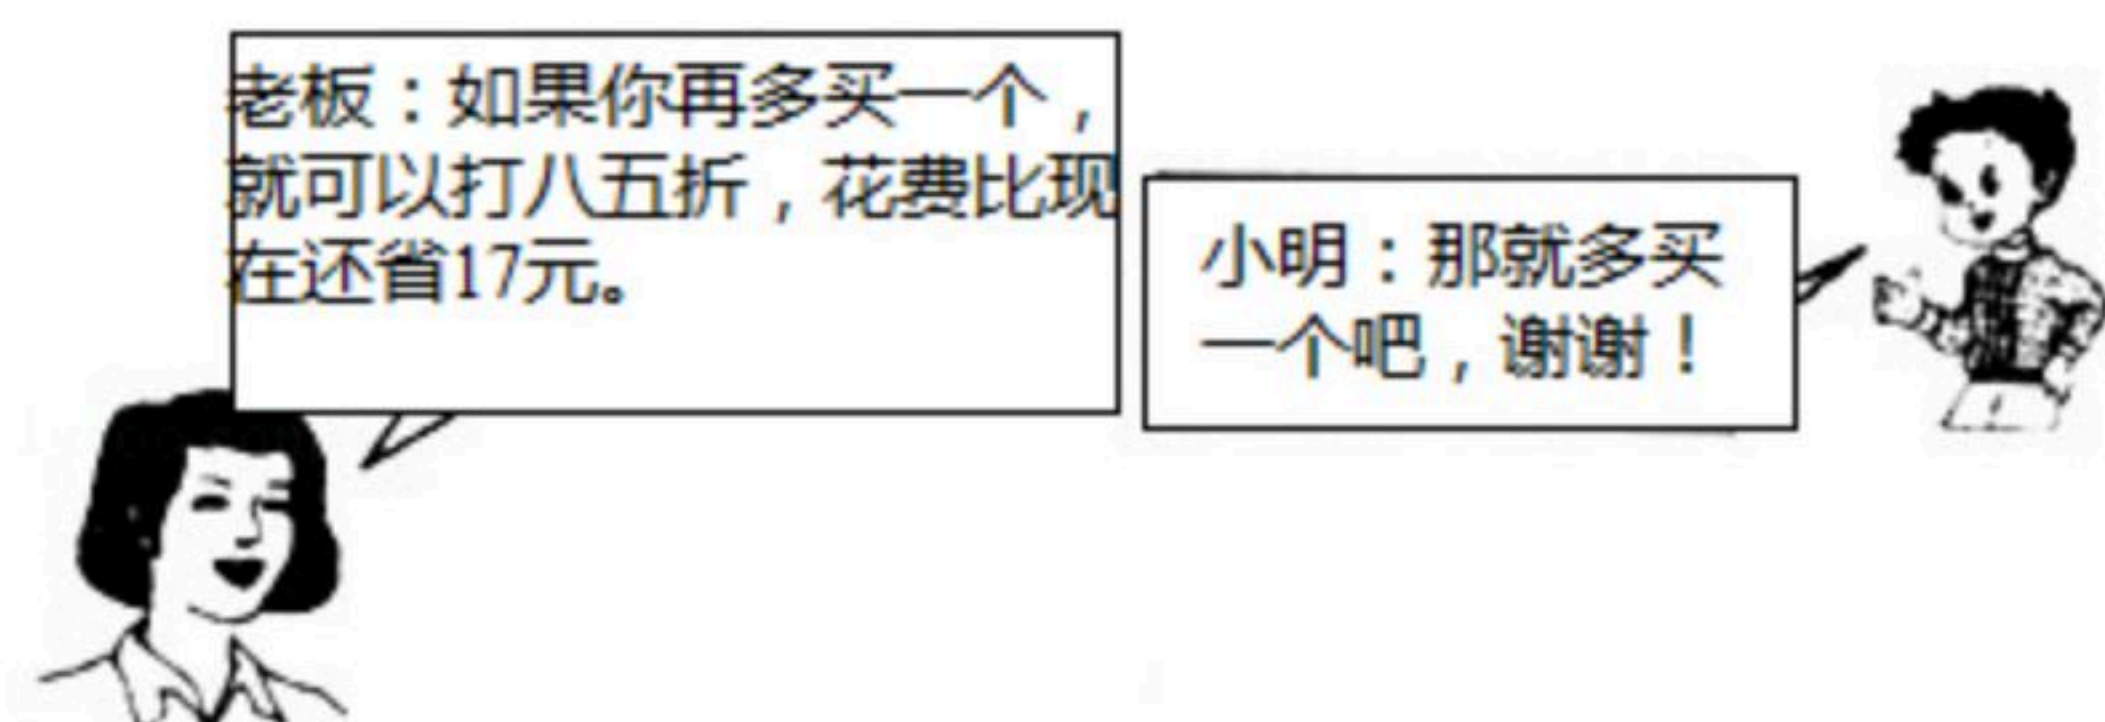 老板：如果你再多买一个，
就可以打八五折，花费比现
在还省17元。
小明：那就多买
一个吧，谢谢！